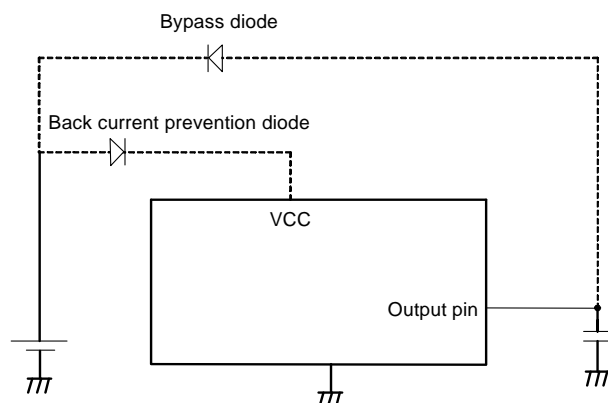 Bypass diode
Back current prevention diode
VCC
Output pin